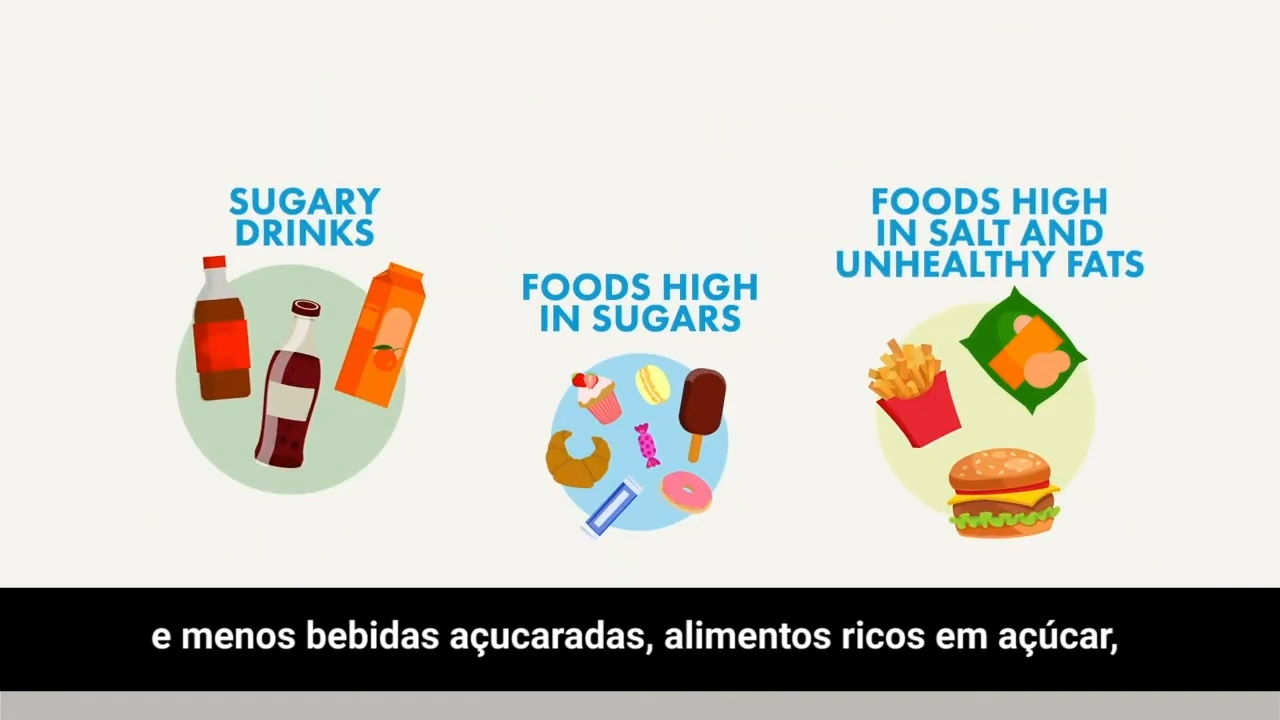 SUGARY
DRINKS
FOODS HIGH
IN SUGARS
FOODS HIGH
IN SALT AND
UNHEALTHY FATS
e menos bebidas açucaradas, alimentos ricos em açúcar,